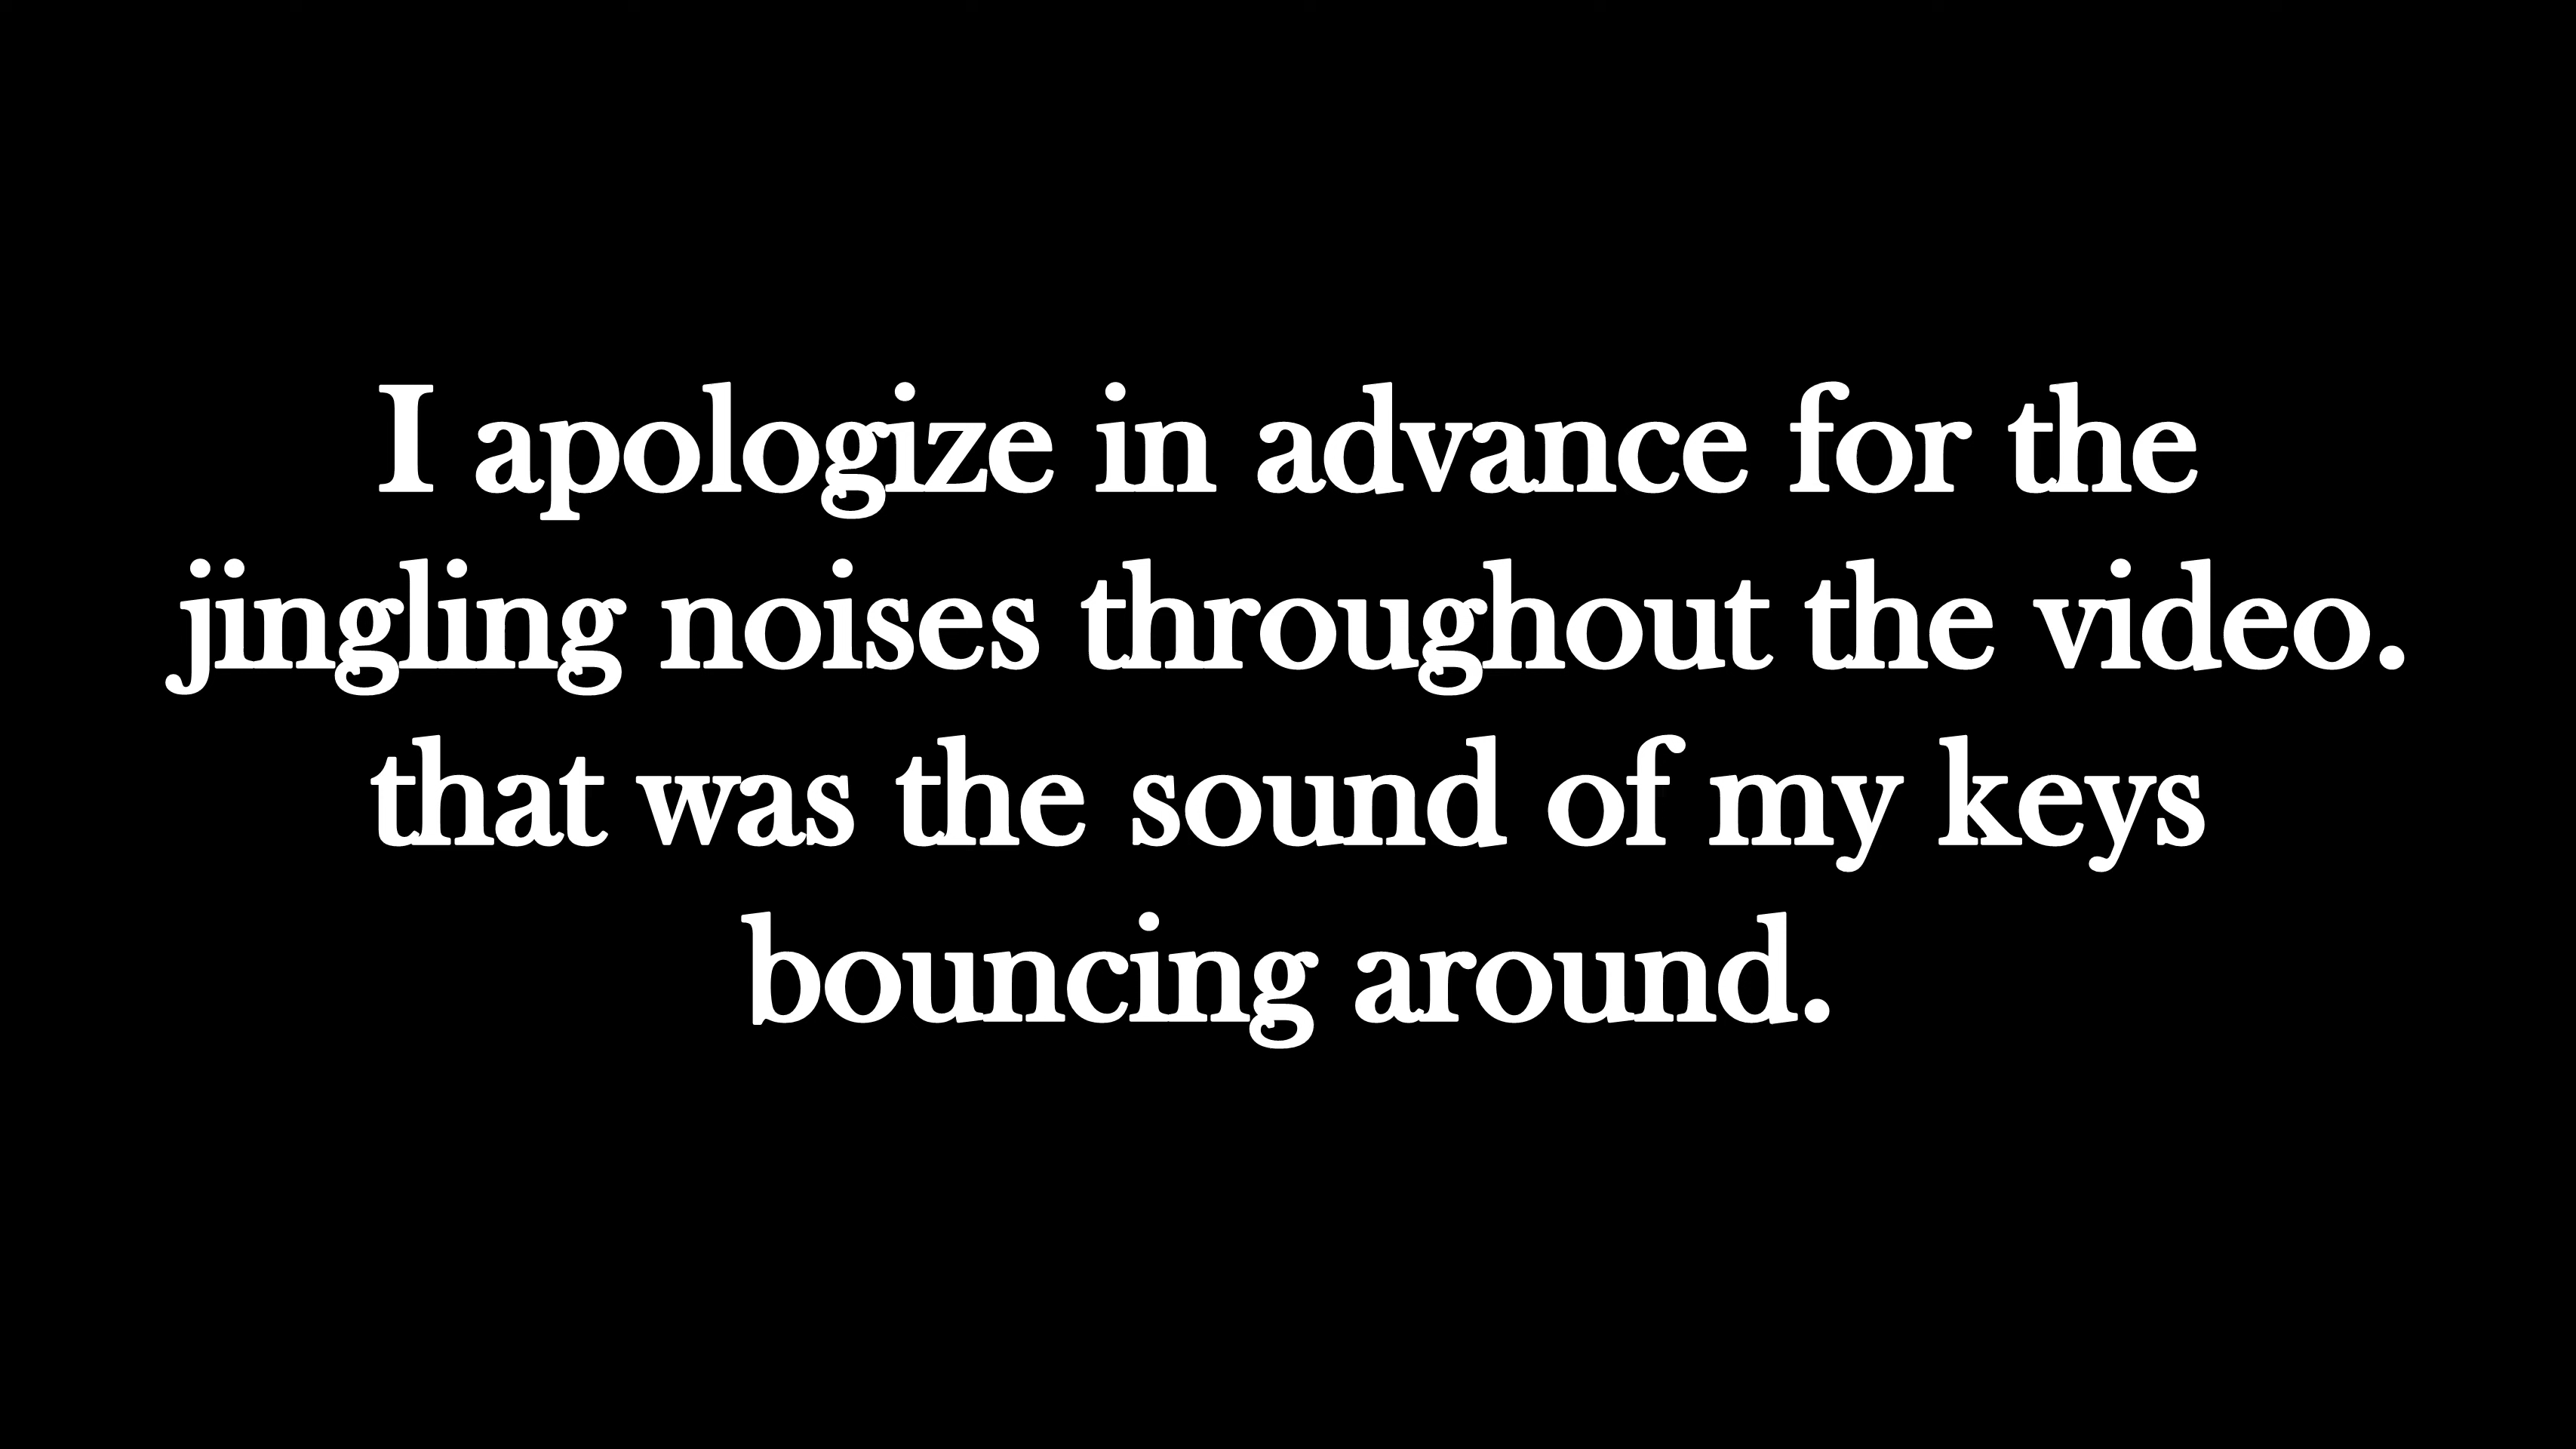 I apologize in advance for the
jingling noises throughout the video.
that was the sound of my keys
bouncing around.